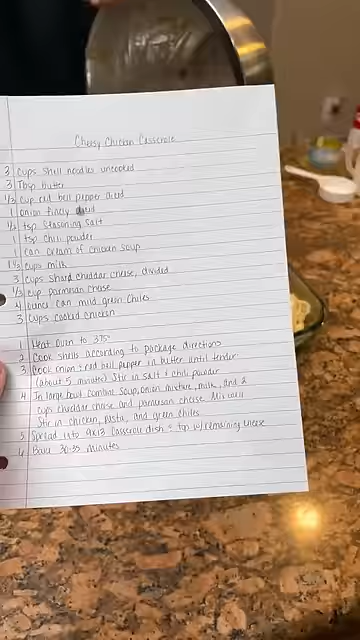 Cheesy Chicken Casserole
3 cups shell noodles uncooked
3 Tbsp butter
1/2 cup red bell pepper diced
1 onion finely diced
1/2 tsp seasoning salt
1 tsp chili powder
1 can cream of chicken soup
1 1/2 cups milk
3 cups sharp cheddar cheese, divided
1/3 cup parmesan cheese
4 ounce can mild green chiles
3 cups cooked chicken
1 Heat oven to 375°
2 Cook shells according to package directions
3 Cook onion & red bell pepper in butter until tender
(about 5 minutes) Stir in salt & chili powder
4 In large bowl combine soup, onion mixture, milk, and 2
cups cheddar cheese and parmesan cheese. Mix well
Stir in chicken, pasta, and green chiles
5 Spread into 9x13 casserole dish & top w/ remaining cheese
6 Bake 30-35 minutes